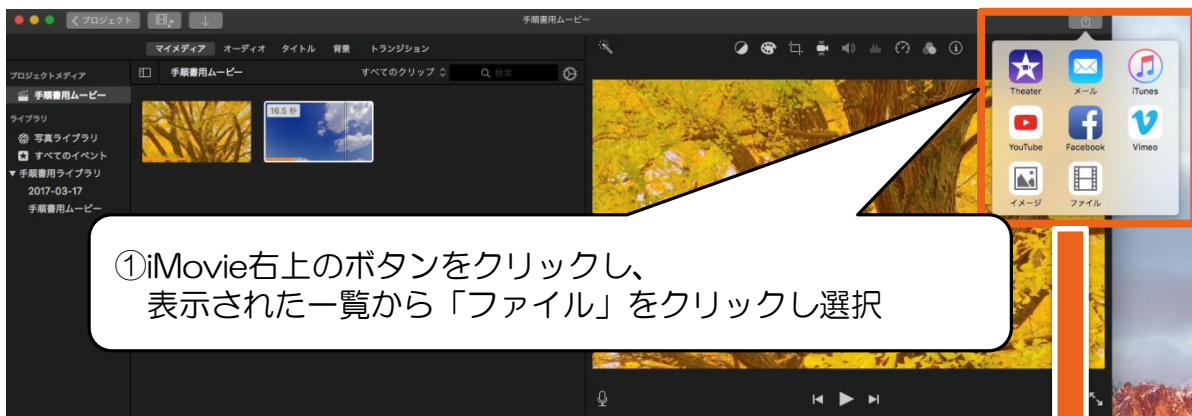 プロジェクト
手順書用ムービー
マイメディア オーディオ タイトル 背景 トランジション
プロジェクトメディア
手順書用ムービー
ライブラリ
写真ライブラリ
すべてのイベント
手順書用ライブラリ
2017-03-17
手順書用ムービー
手順書用ムービー すべてのクリップ 検索
16.5 秒
Theater メール iTunes
YouTube Facebook Vimeo
イメージ ファイル
①iMovie右上のボタンをクリックし、
表示された一覧から「ファイル」をクリックし選択